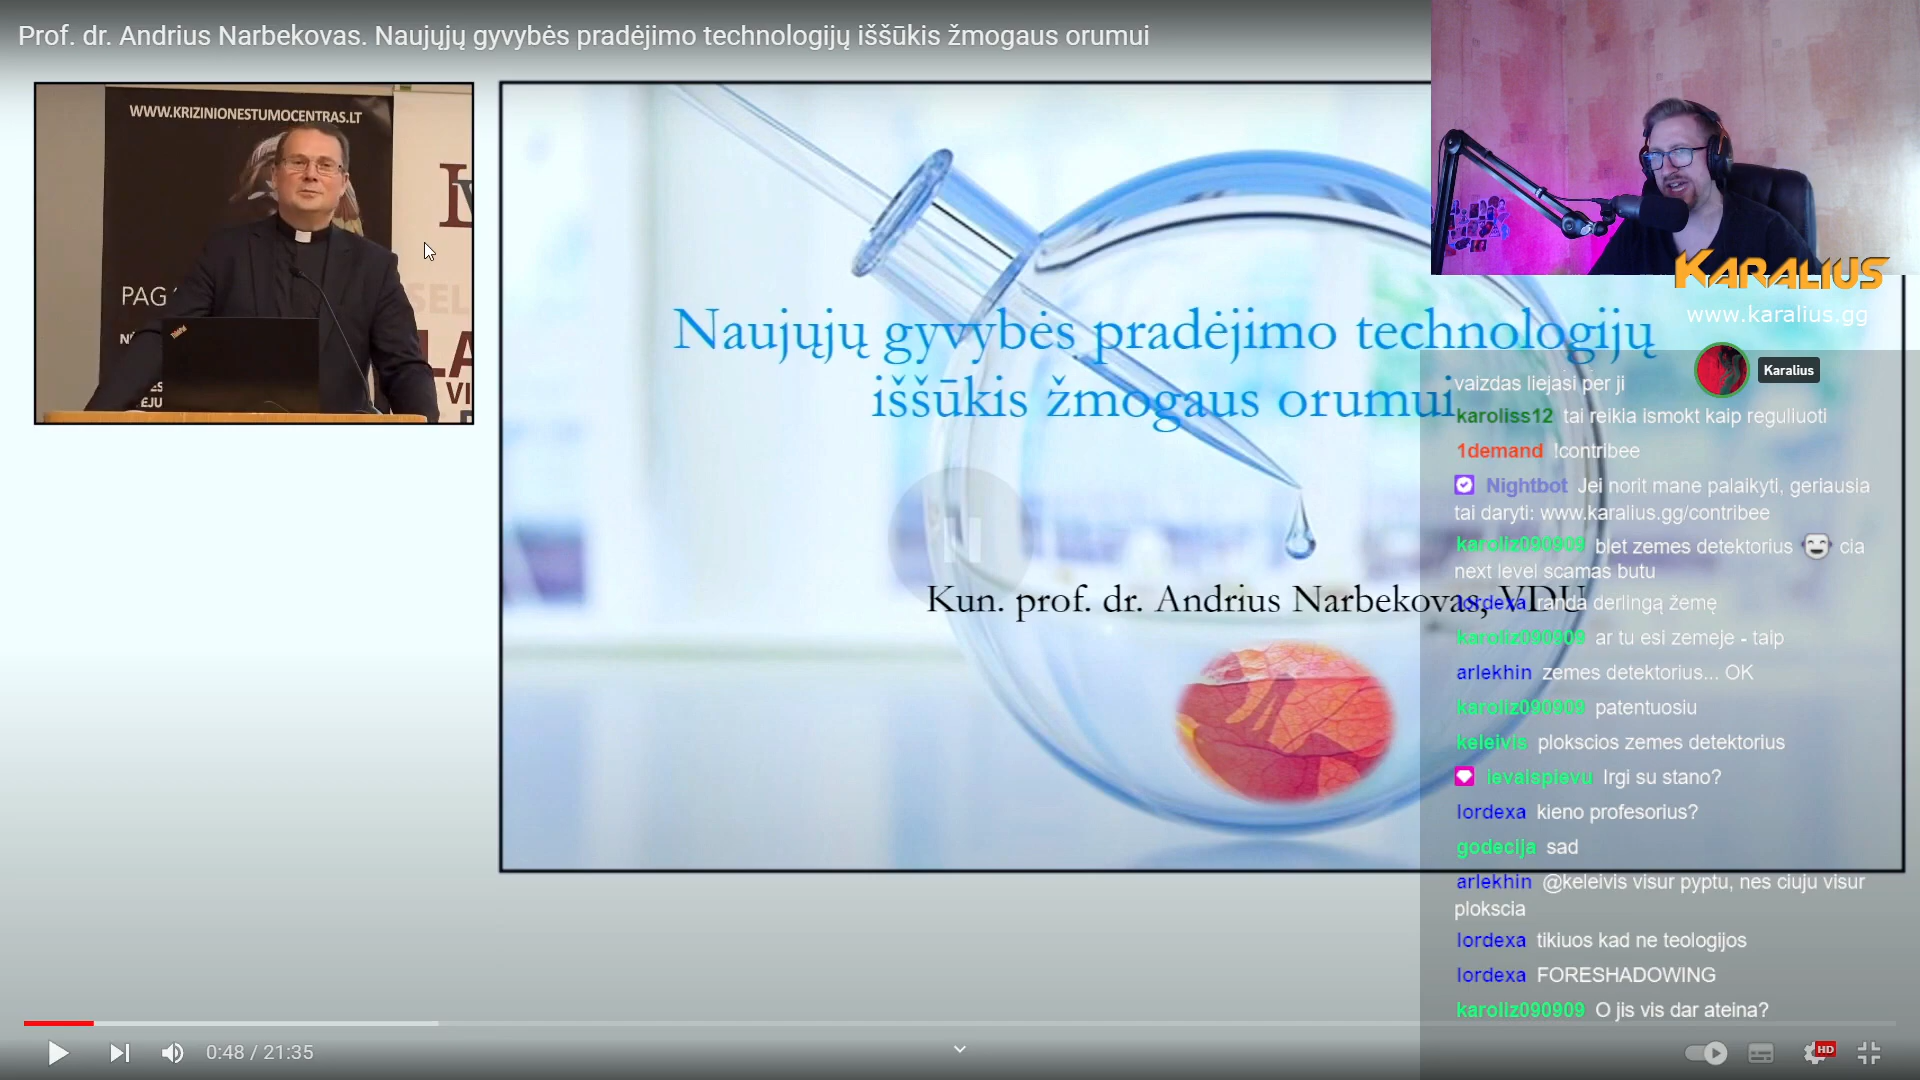 Prof. dr. Andrius Narbekovas. Naujųjų gyvybės pradėjimo technologijų iššūkis žmogaus orumui
WWW.KRIZINIONESTUMOCENTRAS.LT
PAG
ThinkPad
Naujųjų gyvybės pradėjimo technologijų
iššūkis žmogaus orumui
Kun. prof. dr. Andrius Narbekovas, VDU
KARALIUS
www.karalius.gg
Karalius
vaizdas liejasi per ji
karoliss12 tai reikia ismokt kaip reguliuoti
1demand !contribee
Nightbot Jei norit mane palaikyti, geriausia
tai daryti: www.karalius.gg/contribee
karoliz090909 blet zemes detektorius cia
next level scamas butu
lordexa randa derlingą žemę
karoliz090909 ar tu esi zemeje - taip
arlekhin zemes detektorius... OK
karoliz090909 patentuosiu
keleivis plokscios zemes detektorius
ievaispievu Irgi su stano?
lordexa kieno profesorius?
godecija sad
arlekhin @keleivis visur pyptu, nes ciuju visur
plokscia
lordexa tikiuos kad ne teologijos
lordexa FORESHADOWING
karoliz090909 O jis vis dar ateina?
0:48 / 21:35
HD